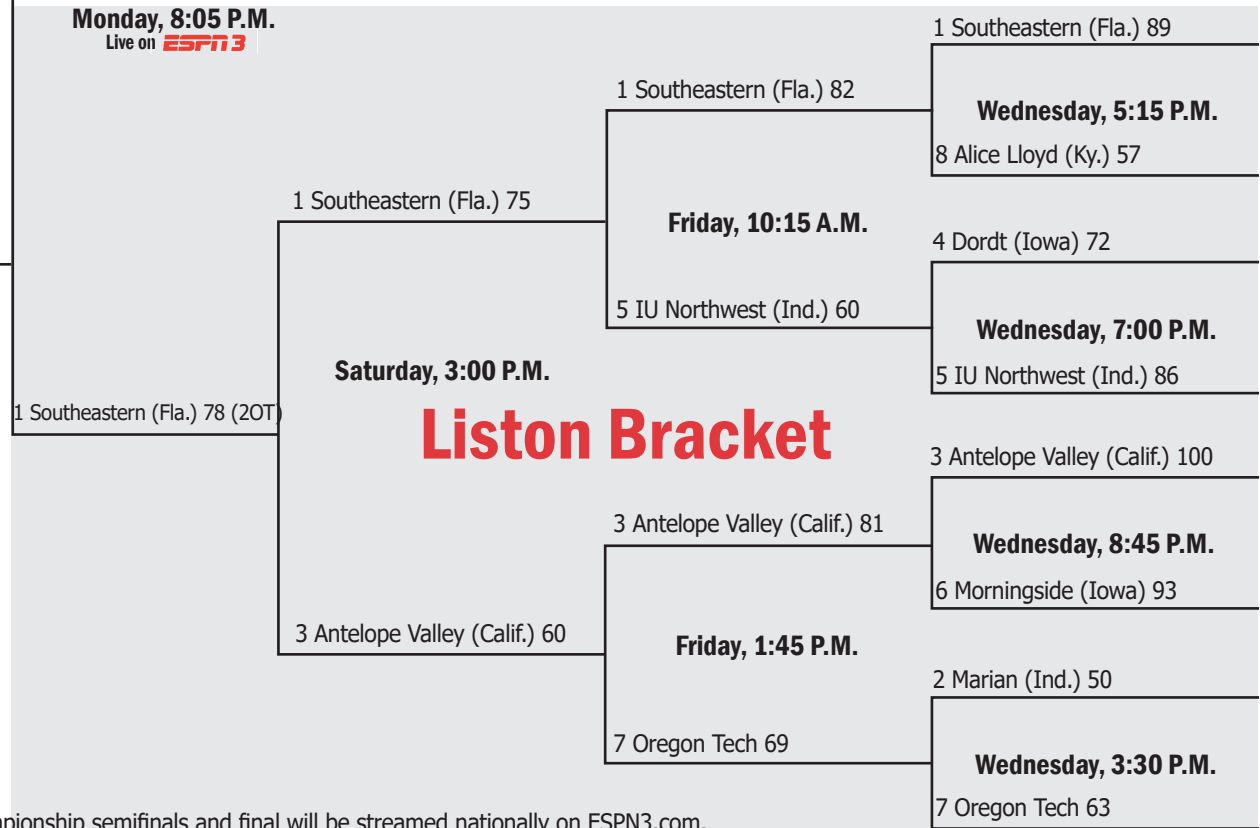 Monday, 8:05 P.M.
Live on ESPN3
1 Southeastern (Fla.) 89
Wednesday, 5:15 P.M.
8 Alice Lloyd (Ky.) 57
1 Southeastern (Fla.) 82
Friday, 10:15 A.M.
5 IU Northwest (Ind.) 60
4 Dordt (Iowa) 72
Wednesday, 7:00 P.M.
5 IU Northwest (Ind.) 86
1 Southeastern (Fla.) 75
Saturday, 3:00 P.M.
1 Southeastern (Fla.) 78 (2OT)
Liston Bracket
3 Antelope Valley (Calif.) 100
Wednesday, 8:45 P.M.
6 Morningside (Iowa) 93
3 Antelope Valley (Calif.) 81
3 Antelope Valley (Calif.) 60
Friday, 1:45 P.M.
7 Oregon Tech 69
2 Marian (Ind.) 50
Wednesday, 3:30 P.M.
7 Oregon Tech 63
semifinals and final will be streamed nationally on ESPN3.com.